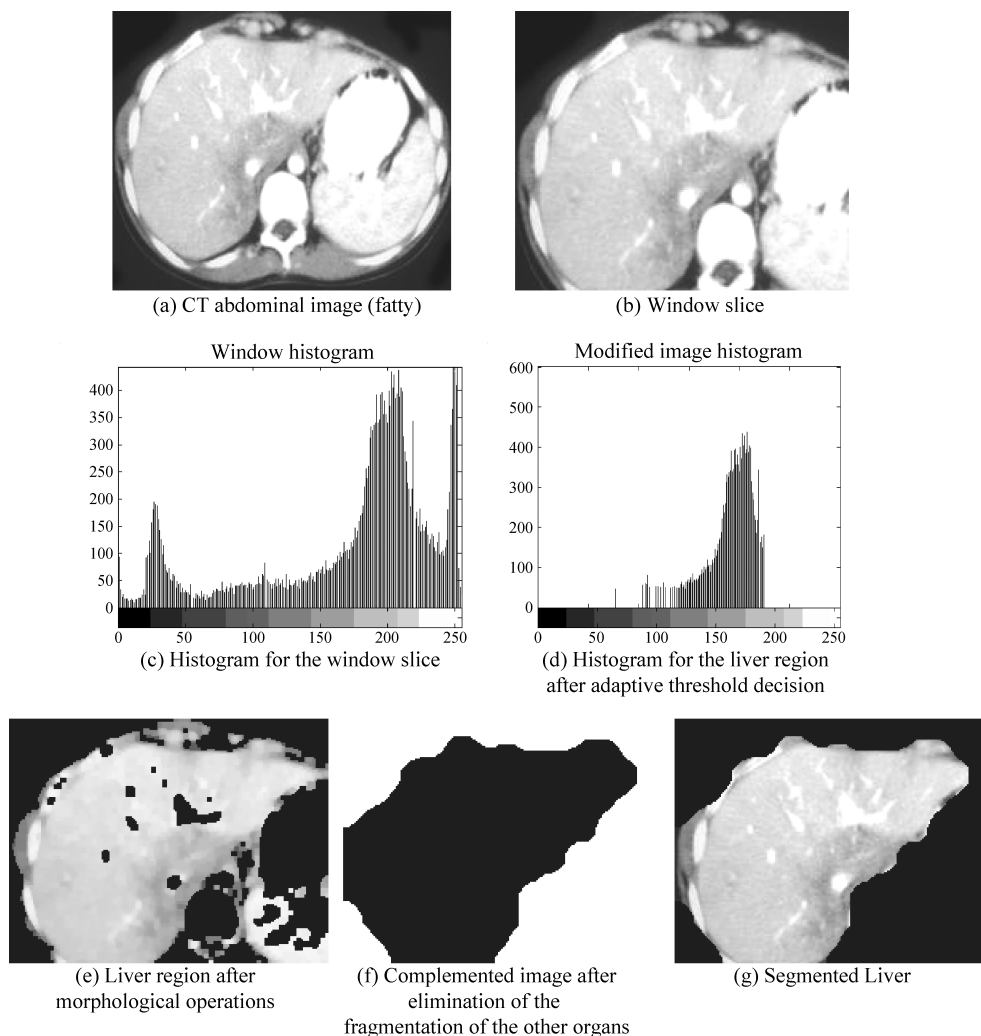 (a) CT abdominal image (fatty)
(b) Window slice
Window histogram
400
350
300
250
200
150
100
50
0
0
50
100
150
200
250
(c) Histogram for the window slice
Modified image histogram
600
500
400
300
200
100
0
0
50
100
150
200
250
(d) Histogram for the liver region
after adaptive threshold decision
(e) Liver region after
morphological operations
(f) Complemented image after
elimination of the
fragmentation of the other organs
(g) Segmented Liver